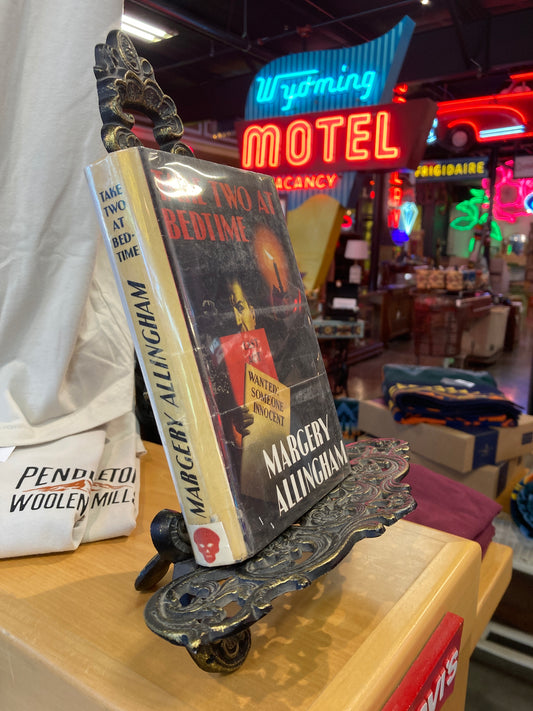 Wyoming
MOTEL
VACANCY
FRIGIDAIRE
TAKE
TWO
AT
BED-
TIME
MARGERY ALLINGHAM
TAKE TWO AT
BEDTIME
WANTED:
SOMEONE
INNOCENT
MARGERY
ALLINGHAM
PENDLETON
WOOLEN MILLS